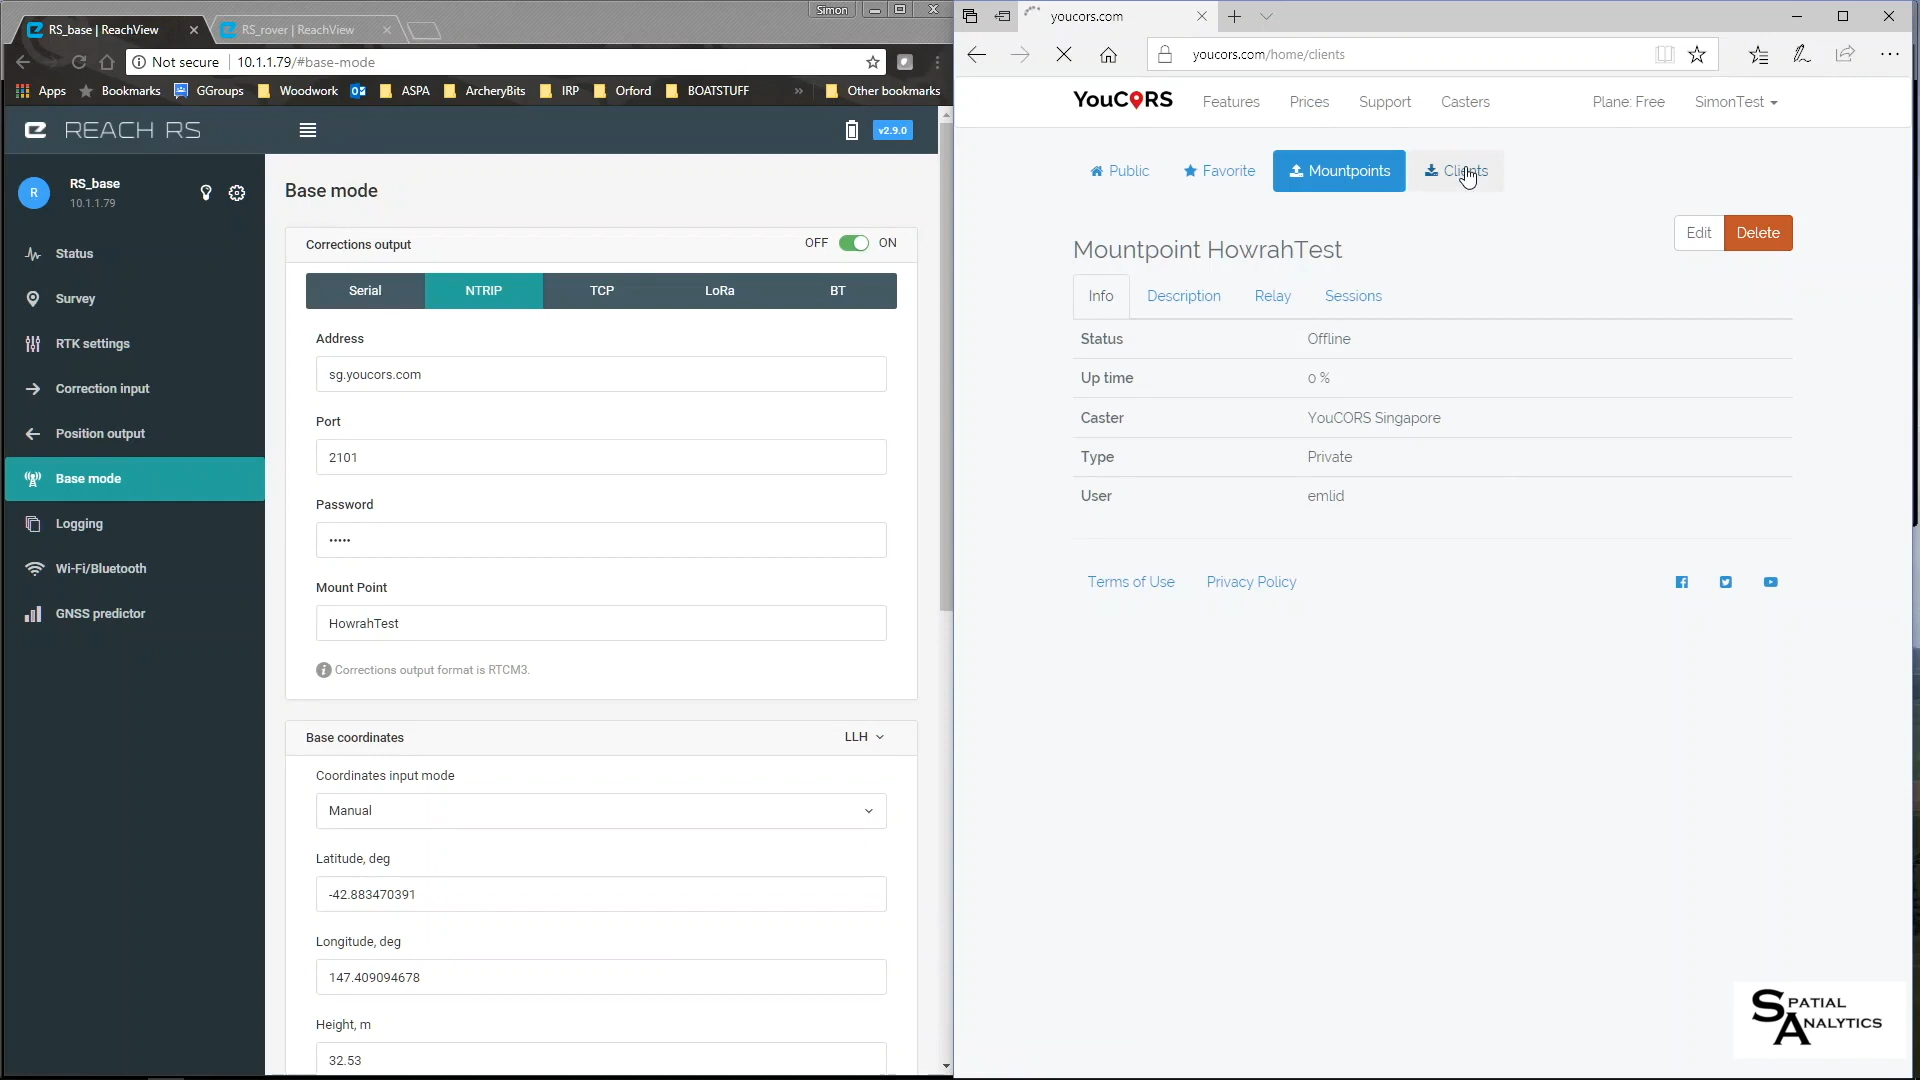 RS_base | ReachView
RS_rover | ReachView
Simon
Not secure
10.1.1.79/#base-mode
Apps
Bookmarks
GGroups
Woodwork
ASPA
ArcheryBits
IRP
Orford
BOATSTUFF
»
Other bookmarks
REACH RS
v2.9.0
R
RS_base
10.1.1.79
Status
Survey
RTK settings
Correction input
Position output
Base mode
Logging
Wi-Fi/Bluetooth
GNSS predictor
Base mode
Corrections output
OFF
ON
Serial
NTRIP
TCP
LoRa
BT
Address
sg.youcors.com
Port
2101
Password
•••••
Mount Point
HowrahTest
Corrections output format is RTCM3.
Base coordinates
LLH
Coordinates input mode
Manual
Latitude, deg
-42.883470391
Longitude, deg
147.409094678
Height, m
32.53
youcors.com
youcors.com/home/clients
YouCORS
Features
Prices
Support
Casters
Plane: Free
SimonTest
Public
Favorite
Mountpoints
Clients
Edit
Delete
Mountpoint HowrahTest
Info
Description
Relay
Sessions
Status
Offline
Up time
0 %
Caster
YouCORS Singapore
Type
Private
User
emlid
Terms of Use
Privacy Policy
SPATIAL
ANALYTICS